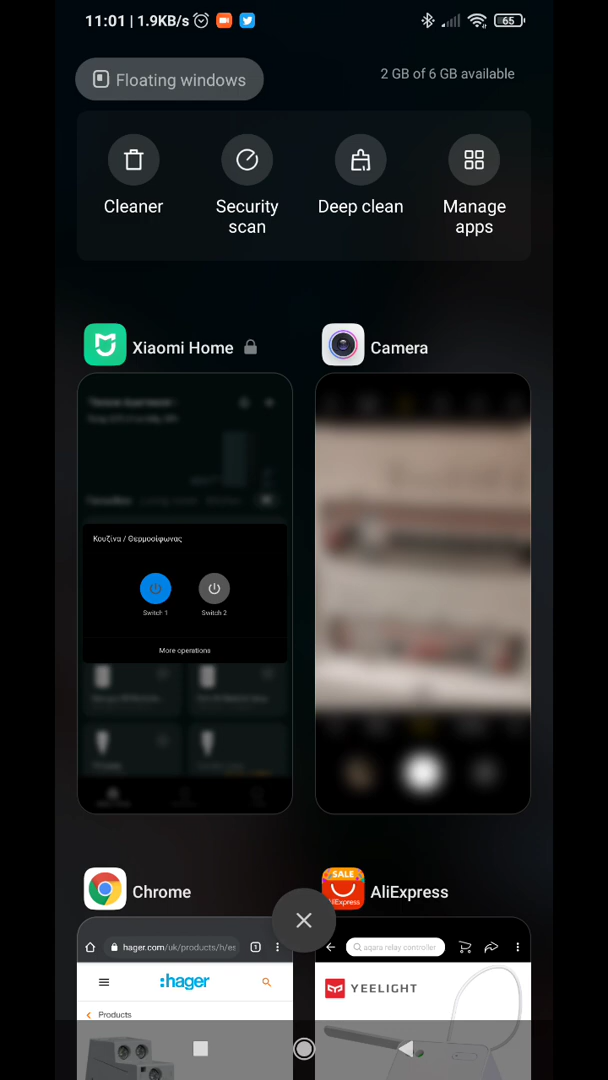 11:01 | 1.9KB/s
65
Floating windows
2 GB of 6 GB available
Cleaner
Security scan
Deep clean
Manage apps
Xiaomi Home
Camera
Κουζίνα / Θερμοσίφωνας
Switch 1
Switch 2
More operations
Chrome
SALE
AliExpress
AliExpress
hager.com/uk/products/h/es
1
aqara relay controller
:hager
YEELIGHT
Products